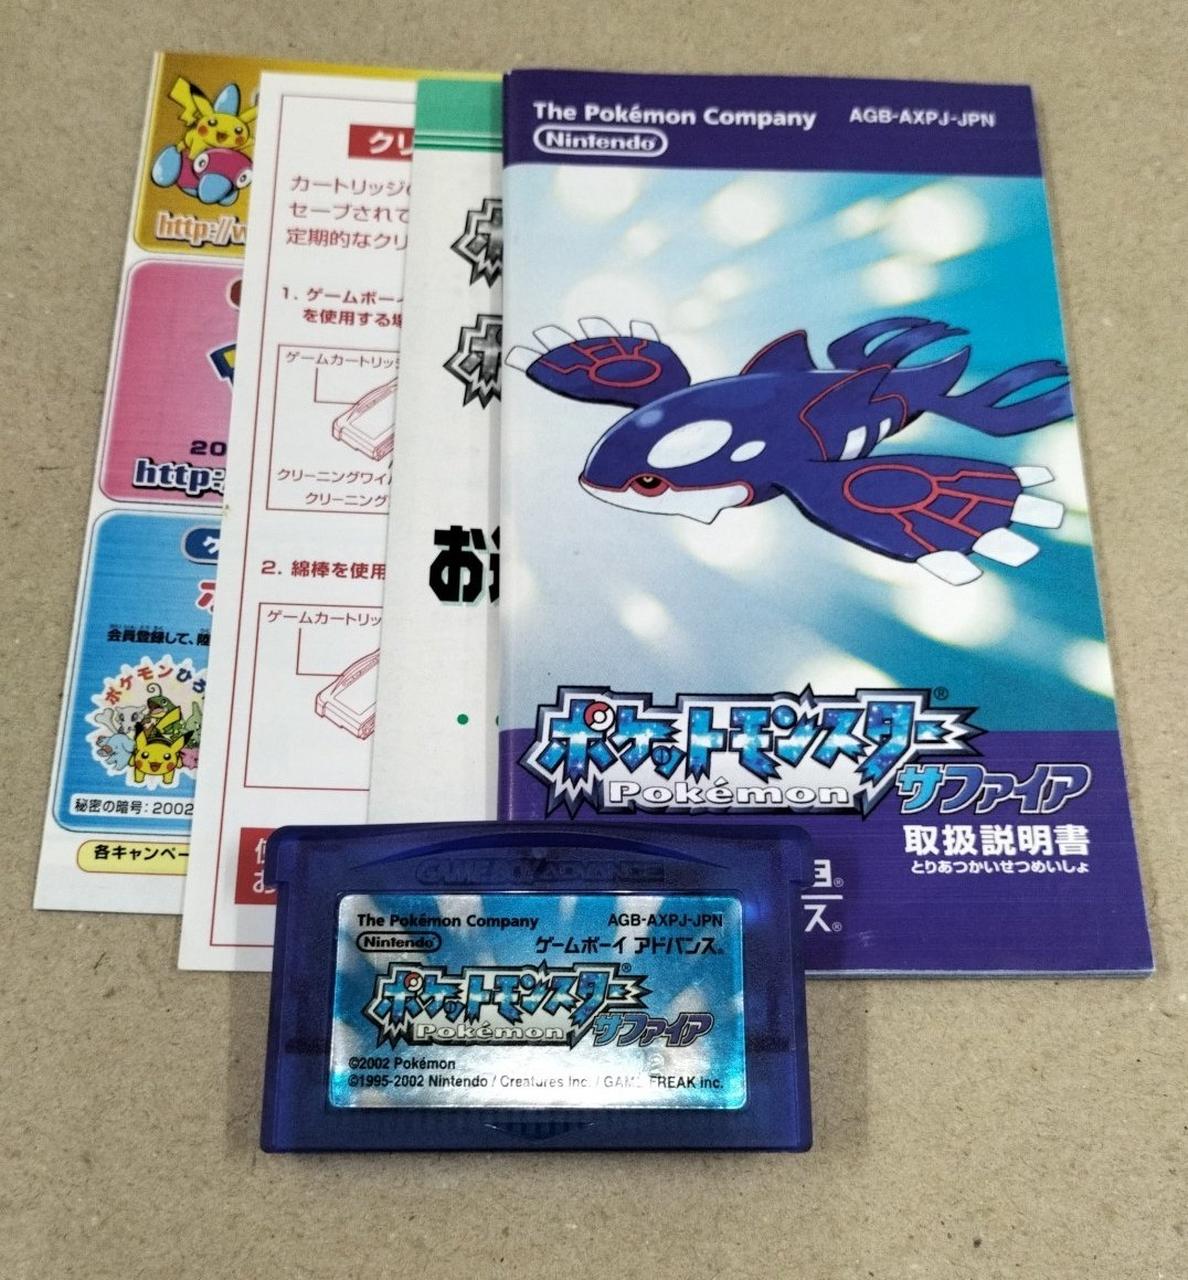 The Pokémon Company
AGB-AXPJ-JPN
Nintendo
ポケットモンスター®
Pokémon
サファイア
取扱説明書
とりあつかいせつめいしょ
ス®
http://w
20
http:
会員登録して、陸
ポケモンひろ
秘密の暗号:2002
各キャンペー
クリ
カートリッジの
セーブされて
定期的なクリ
1. ゲームボーイ
を使用する場
ゲームカートリッジ
クリーニングワイ
クリーニング
2. 綿棒を使用
ゲームカートリッ
使
お
ポ
ポ
お
GAME BOY ADVANCE
The Pokémon Company
AGB-AXPJ-JPN
Nintendo
ゲームボーイ アドバンス®
ポケットモンスター®
Pokémon
サファイア
©2002 Pokémon
©1995-2002 Nintendo / Creatures Inc. / GAME FREAK inc.